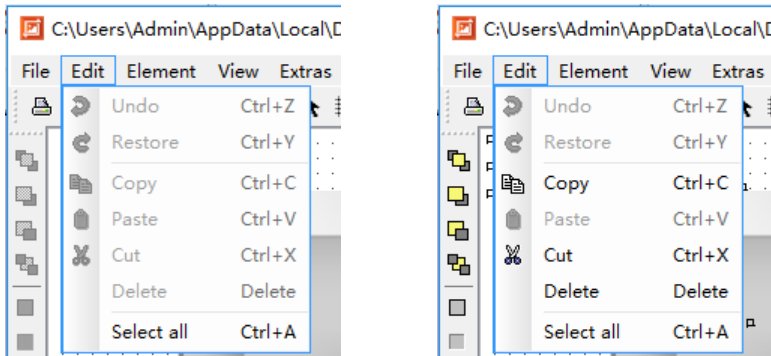 C:\Users\Admin\AppData\Local\D
File Edit Element View Extras
Undo Ctrl+Z
Restore Ctrl+Y
Copy Ctrl+C
Paste Ctrl+V
Cut Ctrl+X
Delete Delete
Select all Ctrl+A
C:\Users\Admin\AppData\Local\D
File Edit Element View Extras
Undo Ctrl+Z
Restore Ctrl+Y
Copy Ctrl+C
Paste Ctrl+V
Cut Ctrl+X
Delete Delete
Select all Ctrl+A